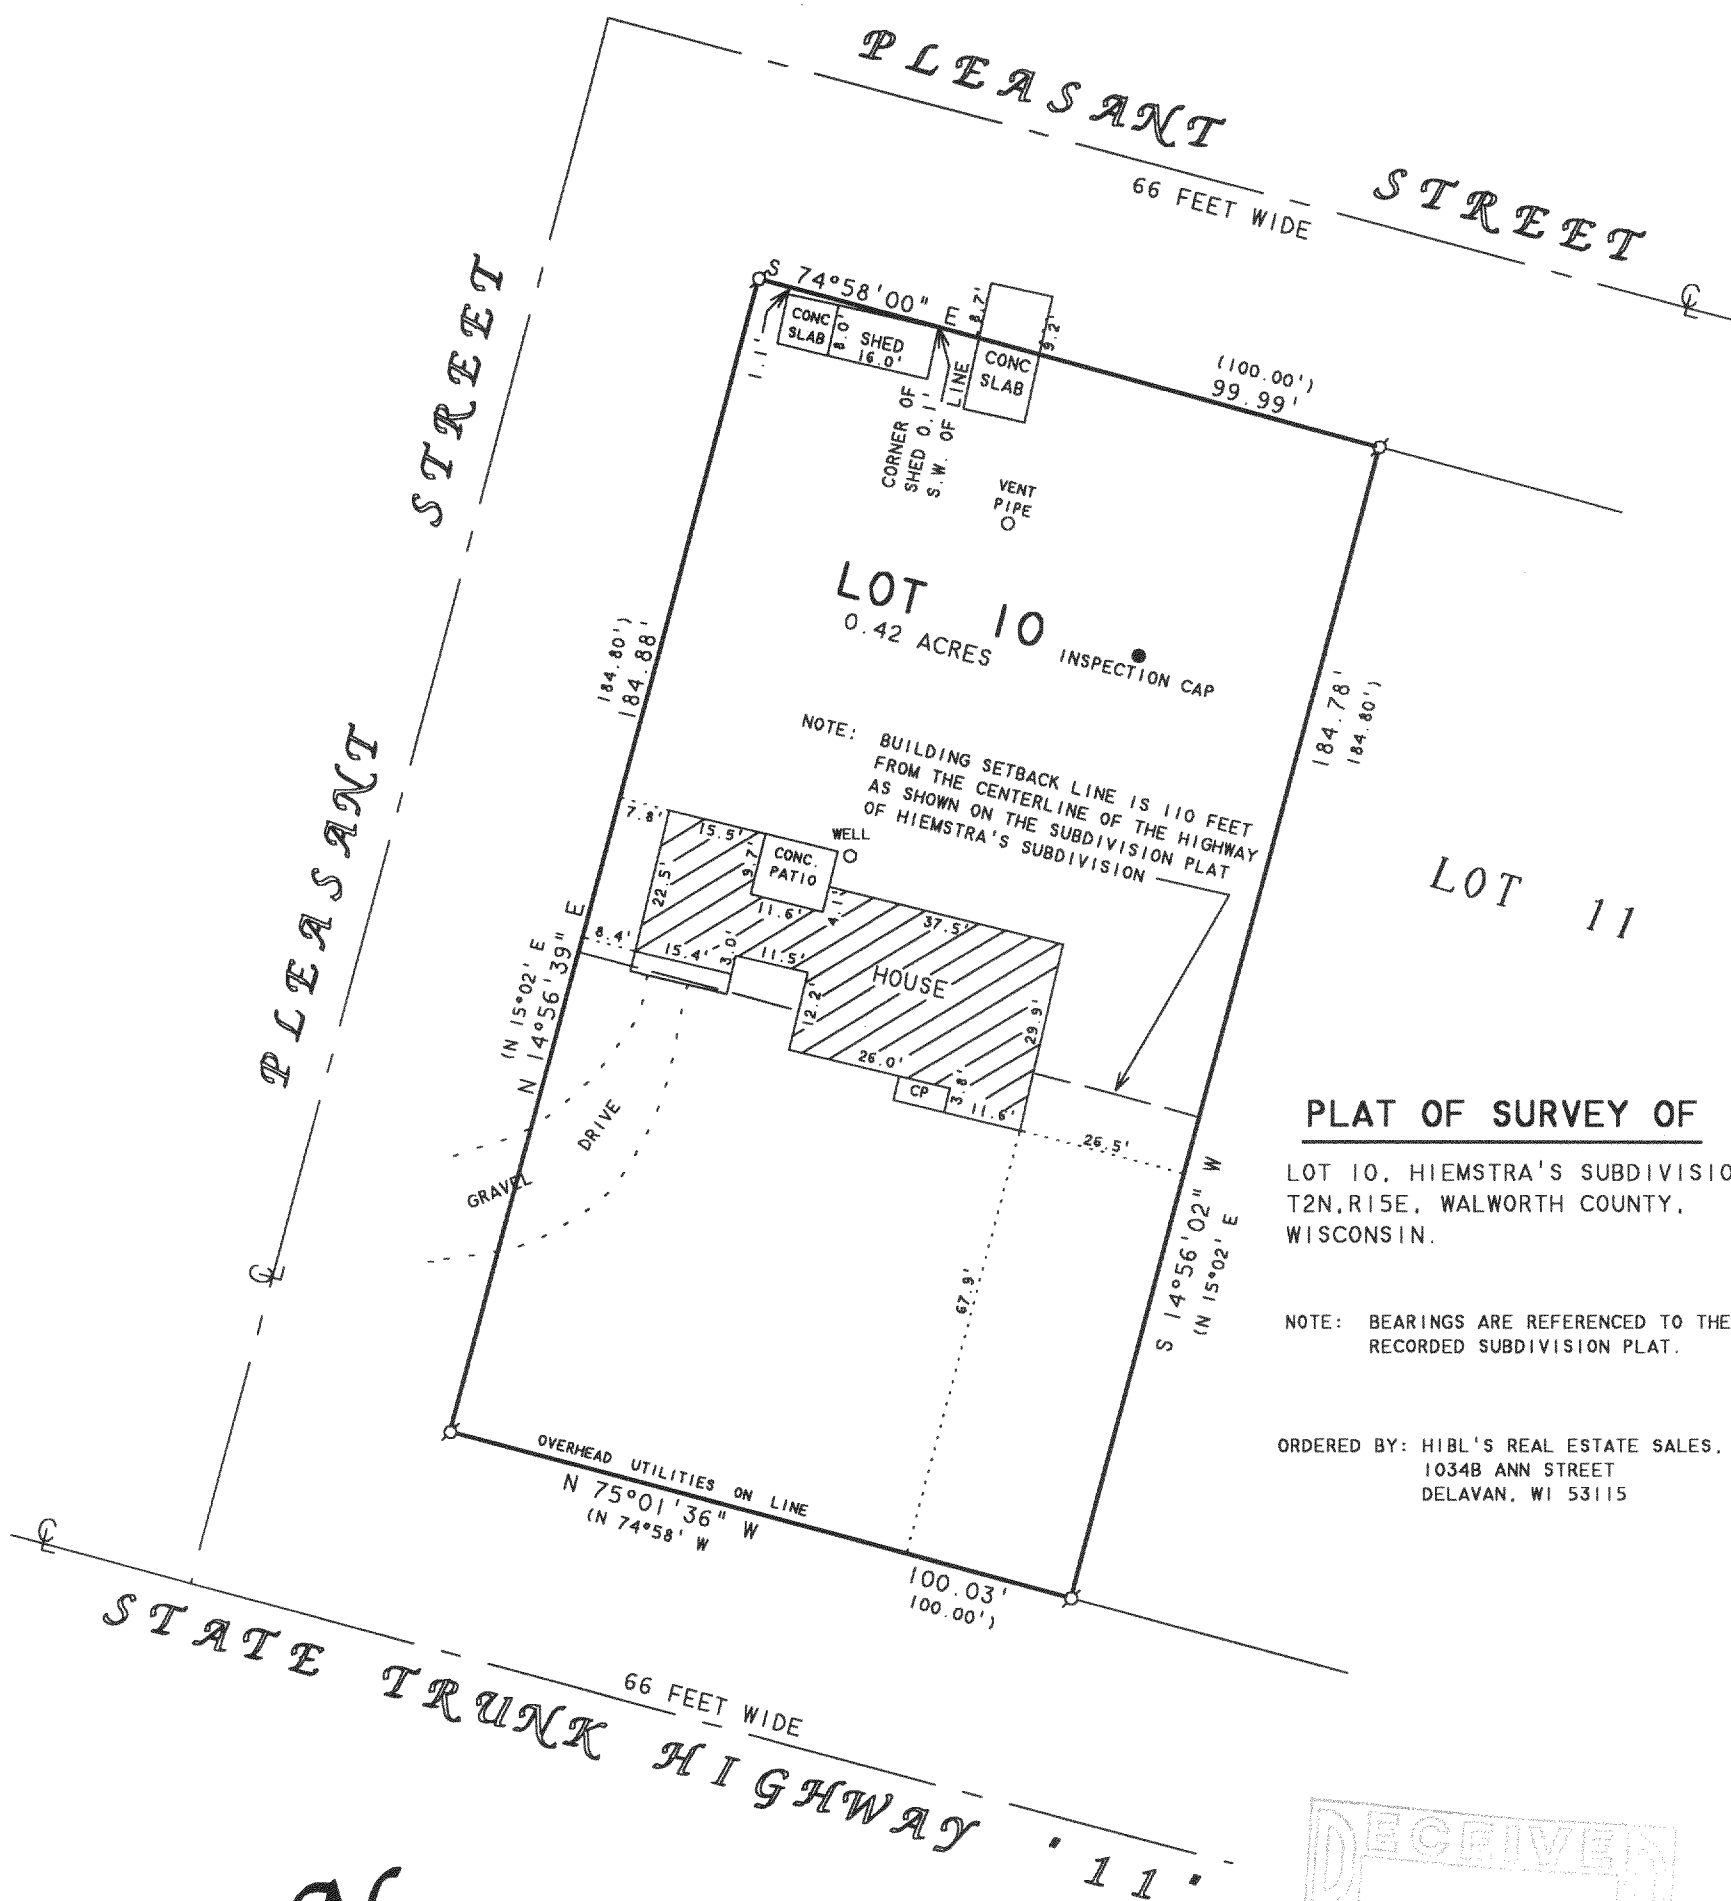 PLEASANT STREET
66 FEET WIDE
PLEASANT STREET
S 74°58'00" E
(100.00')
99.99'
1.1'
CONC
SLAB
8.0'
SHED
16.0'
8.7'
9.2'
CONC
SLAB
CORNER OF
SHED 0.1'
S.W. OF LINE
VENT
PIPE
LOT 10
0.42 ACRES
INSPECTION CAP
184.80')
184.88'
184.78'
184.80')
NOTE: BUILDING SETBACK LINE IS 110 FEET
FROM THE CENTERLINE OF THE HIGHWAY
AS SHOWN ON THE SUBDIVISION PLAT
OF HIEMSTRA'S SUBDIVISION
7.8'
15.5'
WELL
CONC.
PATIO
9.7'
22.5'
11.6'
4.1'
37.5'
LOT 11
8.4'
15.4'
3.0'
11.5'
12.2'
HOUSE
29.9'
26.0'
CP
3.8'
11.6'
26.5'
(N 15°02' E
N 14°56'39" E
GRAVEL DRIVE
67.9'
S 14°56'02" W
(N 15°02' E
PLAT OF SURVEY OF
LOT 10, HIEMSTRA'S SUBDIVISIO
T2N,R15E, WALWORTH COUNTY,
WISCONSIN.
NOTE: BEARINGS ARE REFERENCED TO THE
RECORDED SUBDIVISION PLAT.
ORDERED BY: HIBL'S REAL ESTATE SALES,
1034B ANN STREET
DELAVAN, WI 53115
OVERHEAD UTILITIES ON LINE
N 75°01'36" W
(N 74°58' W
100.03'
100.00')
STATE TRUNK HIGHWAY "11"
66 FEET WIDE
RECEIVED